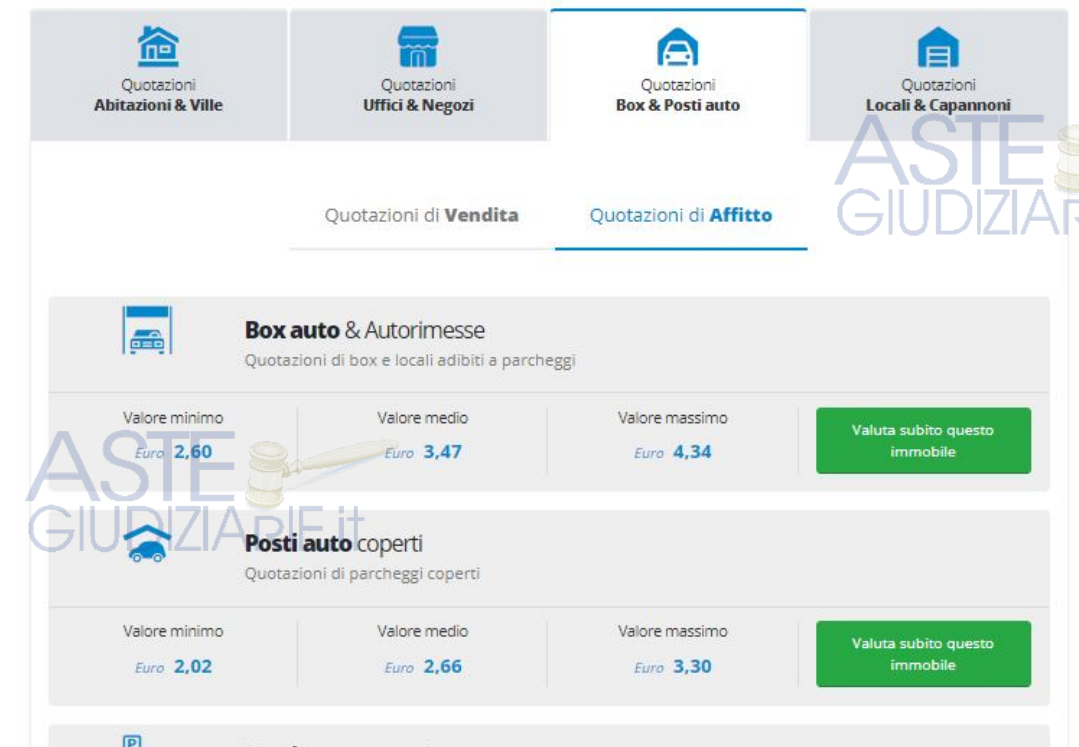 Quotazioni
Abitazioni & Ville
Quotazioni
Uffici & Negozi
Quotazioni
Box & Posti auto
Quotazioni
Locali & Capannoni
ASTE
GIUDIZIAR
Quotazioni di Vendita
Quotazioni di Affitto
Box auto & Autorimesse
Quotazioni di box e locali adibiti a parcheggi
Valore minimo
Euro 2,60
Valore medio
Euro 3,47
Valore massimo
Euro 4,34
Valuta subito questo
immobile
ASTE
GIUDIZIARIE.it
Posti auto coperti
Quotazioni di parcheggi coperti
Valore minimo
Euro 2,02
Valore medio
Euro 2,66
Valore massimo
Euro 3,30
Valuta subito questo
immobile
P